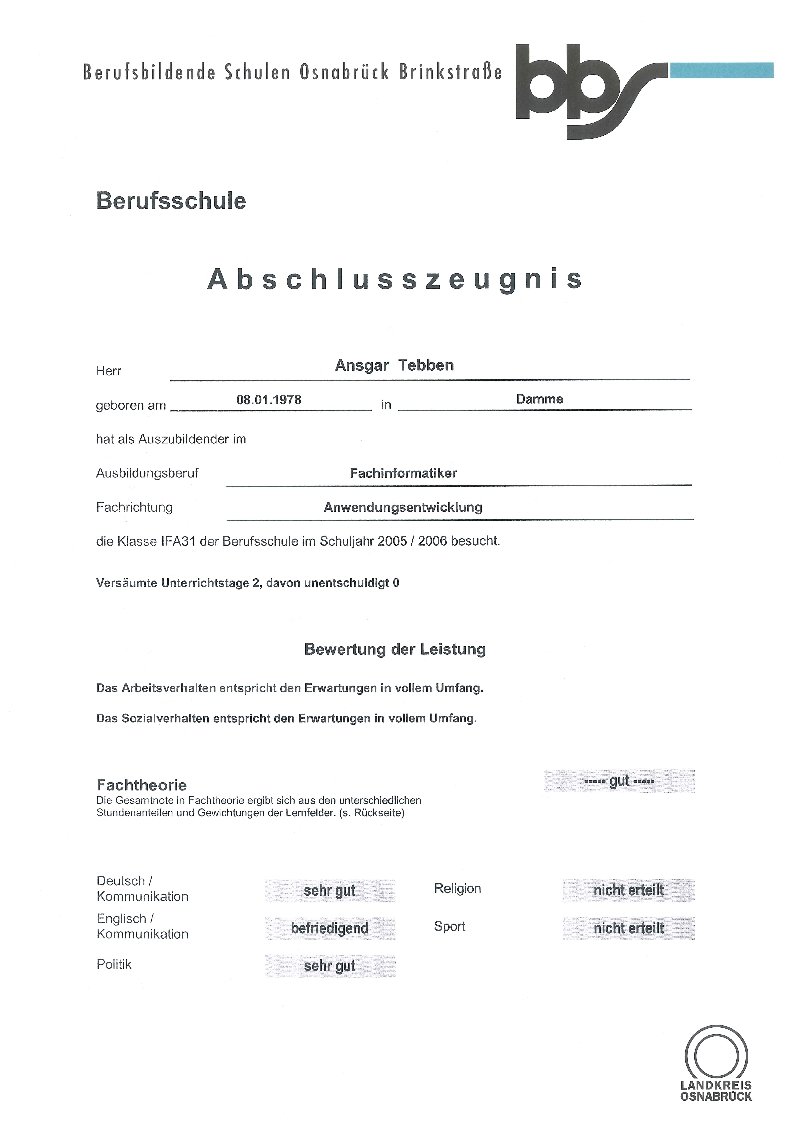 Berufsbildende Schulen Osnabrück Brinkstraße bbs
Berufsschule
Abschlusszeugnis
Herr Ansgar Tebben
geboren am 08.01.1978 in Damme
hat als Auszubildender im
Ausbildungsberuf Fachinformatiker
Fachrichtung Anwendungsentwicklung
die Klasse IFA31 der Berufsschule im Schuljahr 2005 / 2006 besucht.
Versäumte Unterrichtstage 2, davon unentschuldigt 0
Bewertung der Leistung
Das Arbeitsverhalten entspricht den Erwartungen in vollem Umfang.
Das Sozialverhalten entspricht den Erwartungen in vollem Umfang.
Fachtheorie ----- gut -----
Die Gesamtnote in Fachtheorie ergibt sich aus den unterschiedlichen
Stundenanteilen und Gewichtungen der Lernfelder. (s. Rückseite)
Deutsch /
Kommunikation sehr gut Religion nicht erteilt
Englisch /
Kommunikation befriedigend Sport nicht erteilt
Politik sehr gut
LANDKREIS
OSNABRÜCK